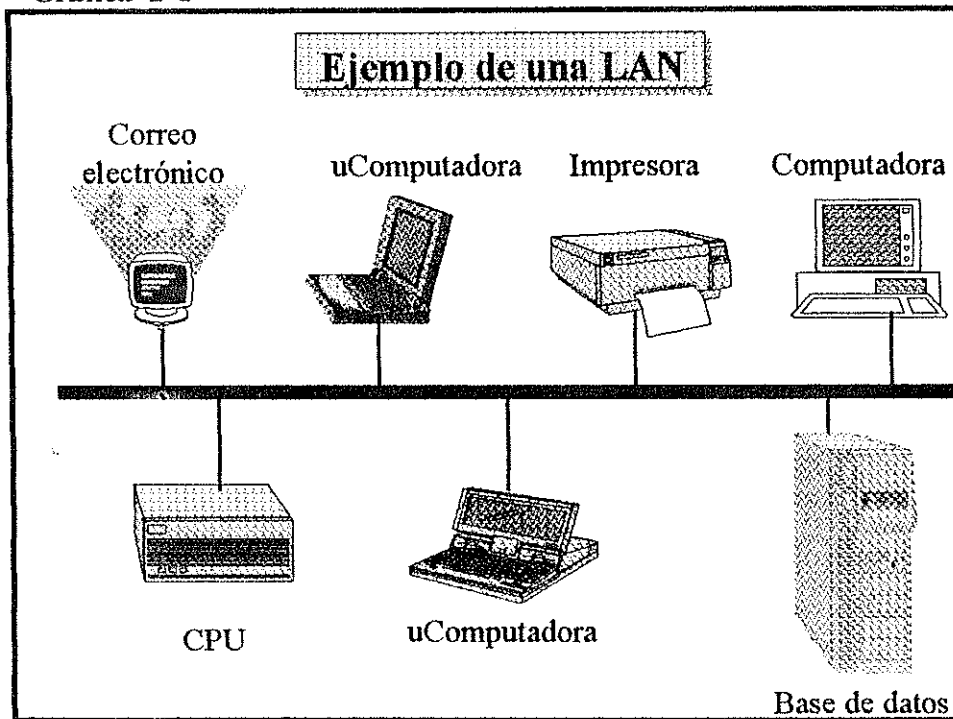 Ejemplo de una LAN
Correo
electrónico
uComputadora
Impresora
Computadora
CPU
uComputadora
Base de datos